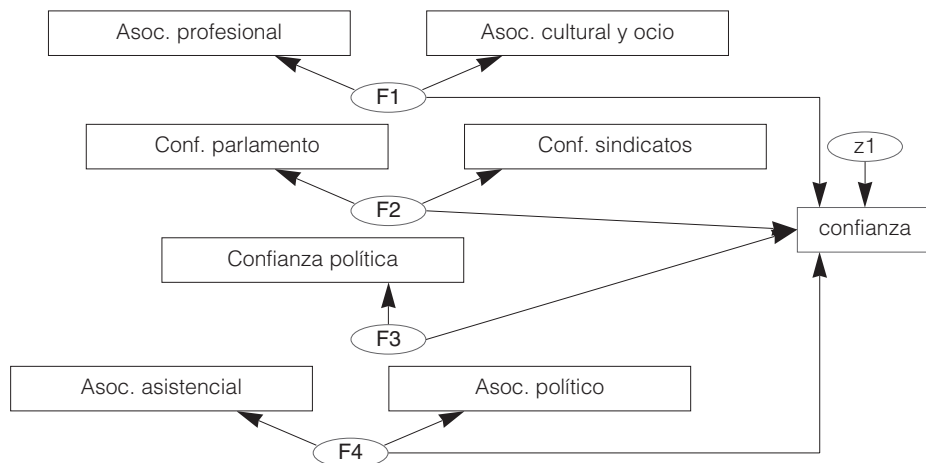 Asoc. profesional
Asoc. cultural y ocio
F1
Conf. parlamento
Conf. sindicatos
z1
F2
confianza
Confianza política
F3
Asoc. asistencial
Asoc. político
F4